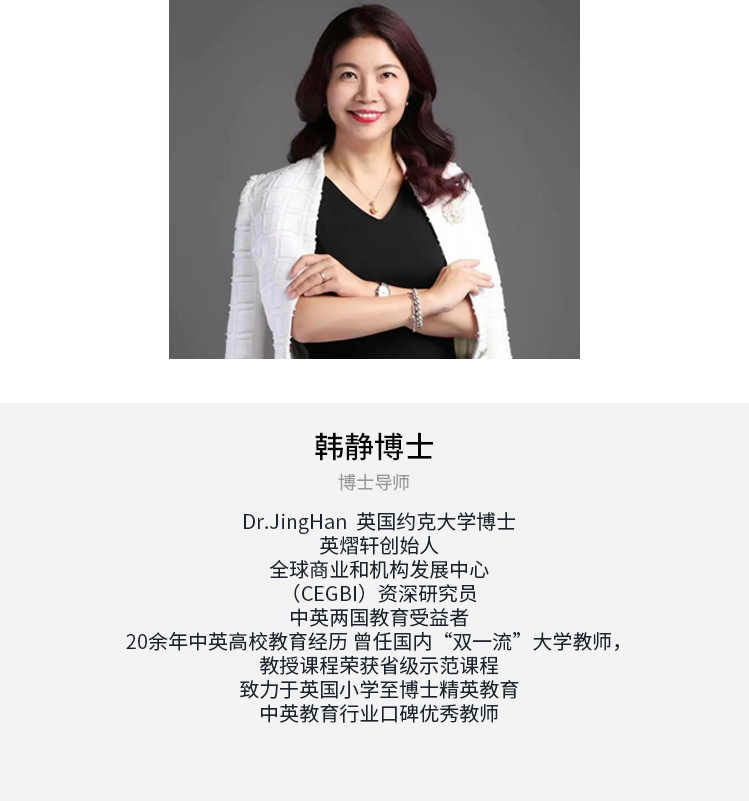 韩静博士
博士导师
Dr.JingHan 英国约克大学博士
英熠轩创始人
全球商业和机构发展中心
（CEGBI）资深研究员
中英两国教育受益者
20余年中英高校教育经历 曾任国内“双一流”大学教师，
教授课程荣获省级示范课程
致力于英国小学至博士精英教育
中英教育行业口碑优秀教师